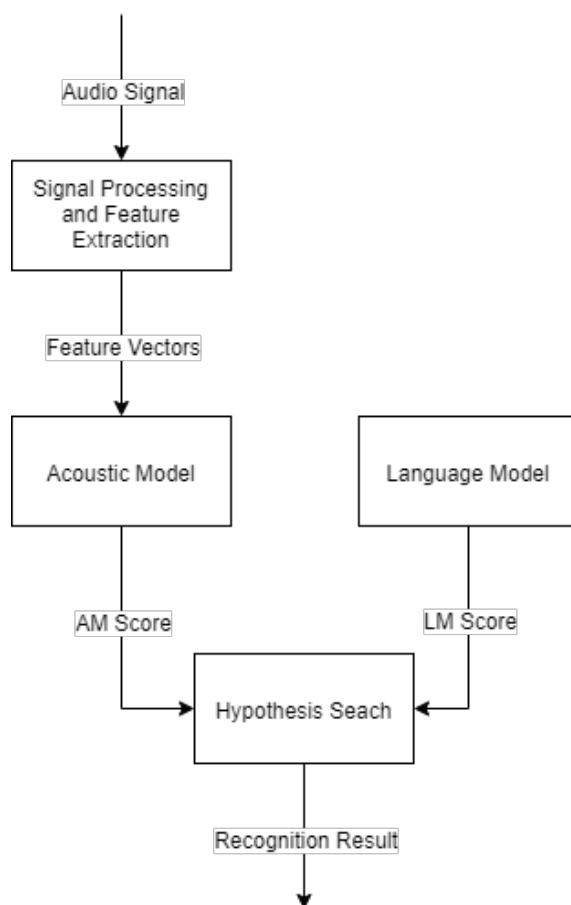 Audio Signal
Signal Processing
and Feature
Extraction
Feature Vectors
Acoustic Model
Language Model
AM Score
LM Score
Hypothesis Seach
Recognition Result